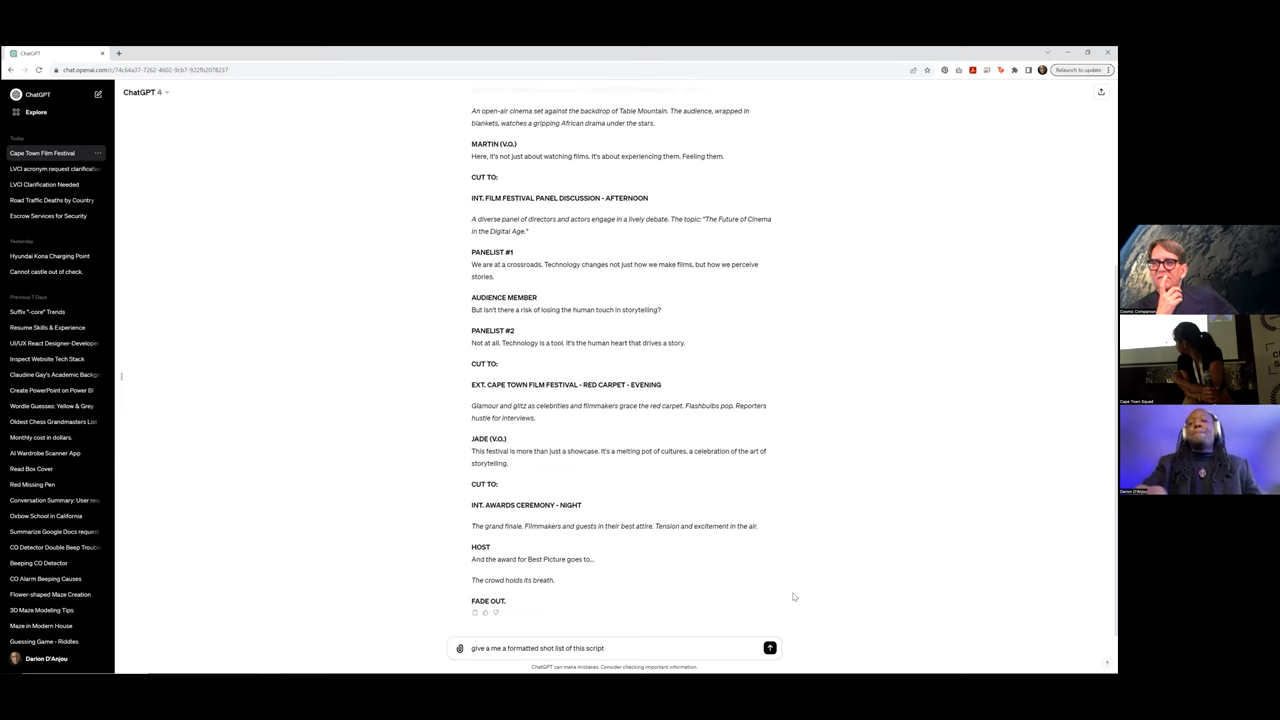 ChatGPT
chat.openai.com/c/74c64a37-7262-4602-9cb7-922fb2078237
Relaunch to update
ChatGPT
Explore
Today
Cape Town Film Festival
LVCI acronym request clarificatio
LVCI Clarification Needed
Road Traffic Deaths by Country
Escrow Services for Security
Yesterday
Hyundai Kona Charging Point
Cannot castle out of check.
Previous 7 Days
Suffix "-core" Trends
Resume Skills & Experience
UI/UX React Designer-Develope
Inspect Website Tech Stack
Claudine Gay's Academic Backg
Create PowerPoint on Power BI
Wordle Guesses: Yellow & Grey
Oldest Chess Grandmasters List
Monthly cost in dollars.
AI Wardrobe Scanner App
Read Box Cover
Red Missing Pen
Conversation Summary: User req
Oxbow School in California
Summarize Google Docs request
CO Detector Double Beep Troub
Beeping CO Detector
CO Alarm Beeping Causes
Flower-shaped Maze Creation
3D Maze Modeling Tips
Maze in Modern House
Guessing Game - Riddles
Darion D'Anjou
ChatGPT 4
An open-air cinema set against the backdrop of Table Mountain. The audience, wrapped in
blankets, watches a gripping African drama under the stars.
MARTIN (V.O.)
Here, it's not just about watching films. It's about experiencing them. Feeling them.
CUT TO:
INT. FILM FESTIVAL PANEL DISCUSSION - AFTERNOON
A diverse panel of directors and actors engage in a lively debate. The topic: "The Future of Cinema
in the Digital Age."
PANELIST #1
We are at a crossroads. Technology changes not just how we make films, but how we perceive
stories.
AUDIENCE MEMBER
But isn't there a risk of losing the human touch in storytelling?
PANELIST #2
Not at all. Technology is a tool. It's the human heart that drives a story.
CUT TO:
EXT. CAPE TOWN FILM FESTIVAL - RED CARPET - EVENING
Glamour and glitz as celebrities and filmmakers grace the red carpet. Flashbulbs pop. Reporters
hustle for interviews.
JADE (V.O.)
This festival is more than just a showcase. It's a melting pot of cultures, a celebration of the art of
storytelling.
CUT TO:
INT. AWARDS CEREMONY - NIGHT
The grand finale. Filmmakers and guests in their best attire. Tension and excitement in the air.
HOST
And the award for Best Picture goes to...
The crowd holds its breath.
FADE OUT.
give a me a formatted shot list of this script
ChatGPT can make mistakes. Consider checking important information.
?
Cosmic Companion
Cape Town Squad
Darion D'Anjou